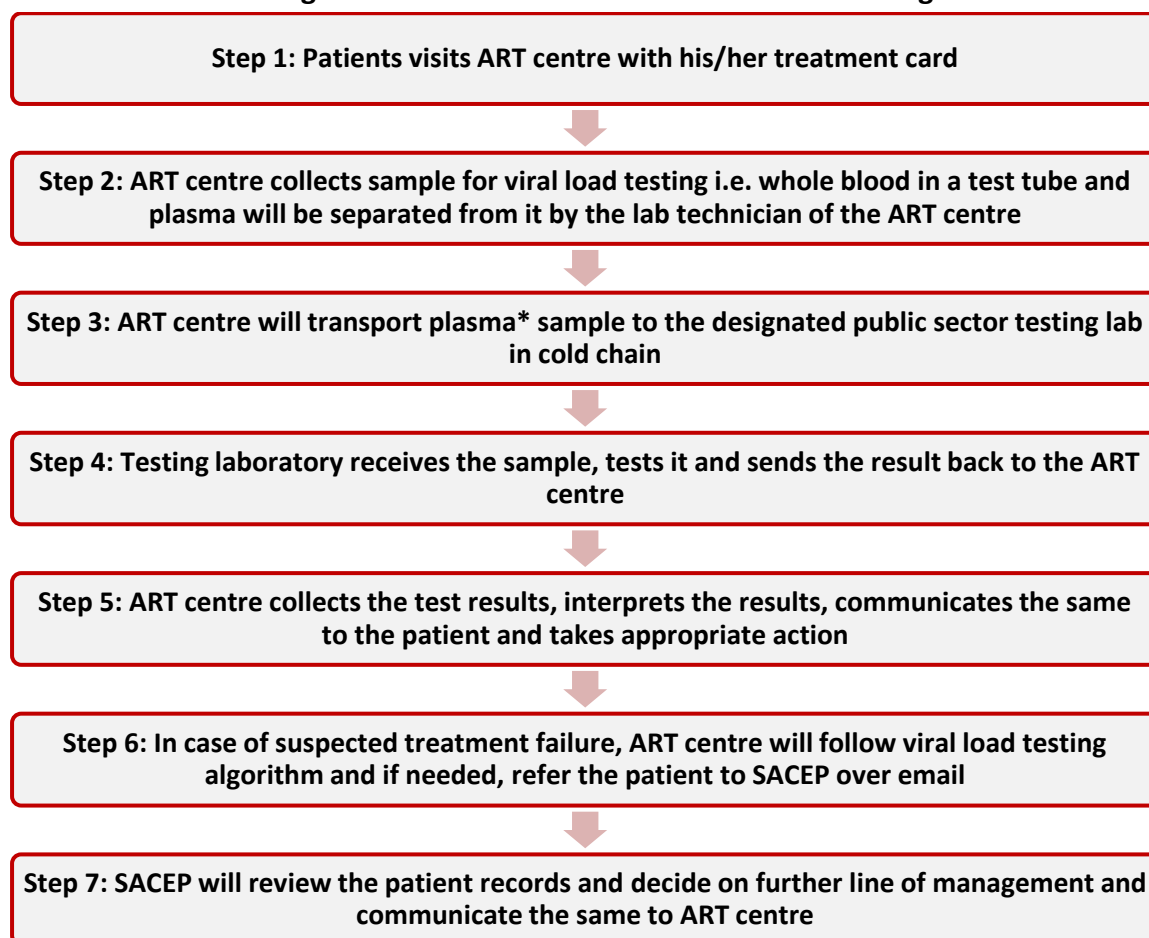 Step 1: Patients visits ART centre with his/her treatment card
Step 2: ART centre collects sample for viral load testing i.e. whole blood in a test tube and
plasma will be separated from it by the lab technician of the ART centre
Step 3: ART centre will transport plasma* sample to the designated public sector testing lab
in cold chain
Step 4: Testing laboratory receives the sample, tests it and sends the result back to the ART
centre
Step 5: ART centre collects the test results, interprets the results, communicates the same
to the patient and takes appropriate action
Step 6: In case of suspected treatment failure, ART centre will follow viral load testing
algorithm and if needed, refer the patient to SACEP over email
Step 7: SACEP will review the patient records and decide on further line of management and
communicate the same to ART centre